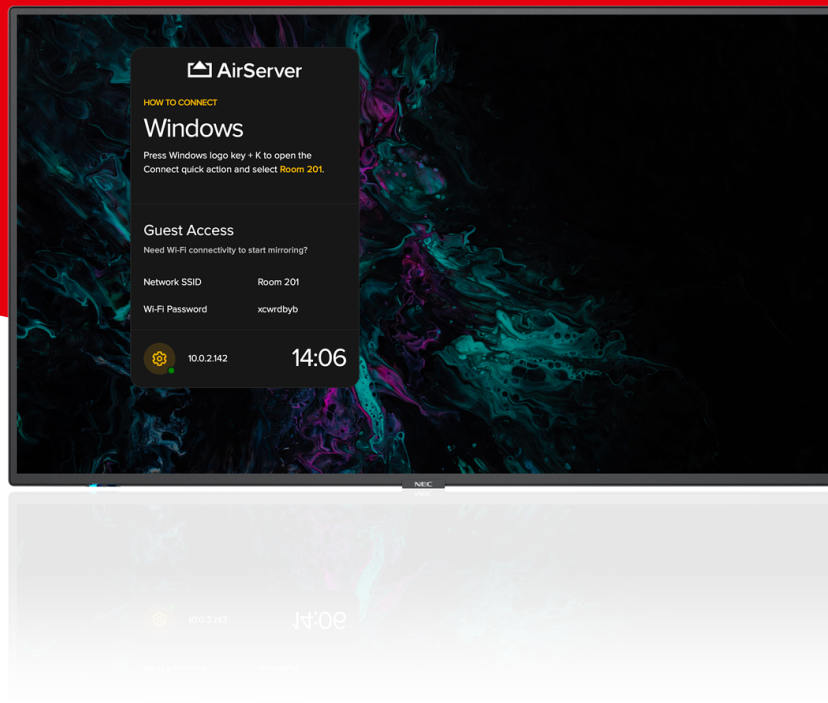 AirServer
HOW TO CONNECT
Windows
Press Windows logo key + K to open the
Connect quick action and select Room 201.
Guest Access
Need Wi-Fi connectivity to start mirroring?
Network SSID Room 201
Wi-Fi Password xcwrdbyb
10.0.2.142 14:06
NEC